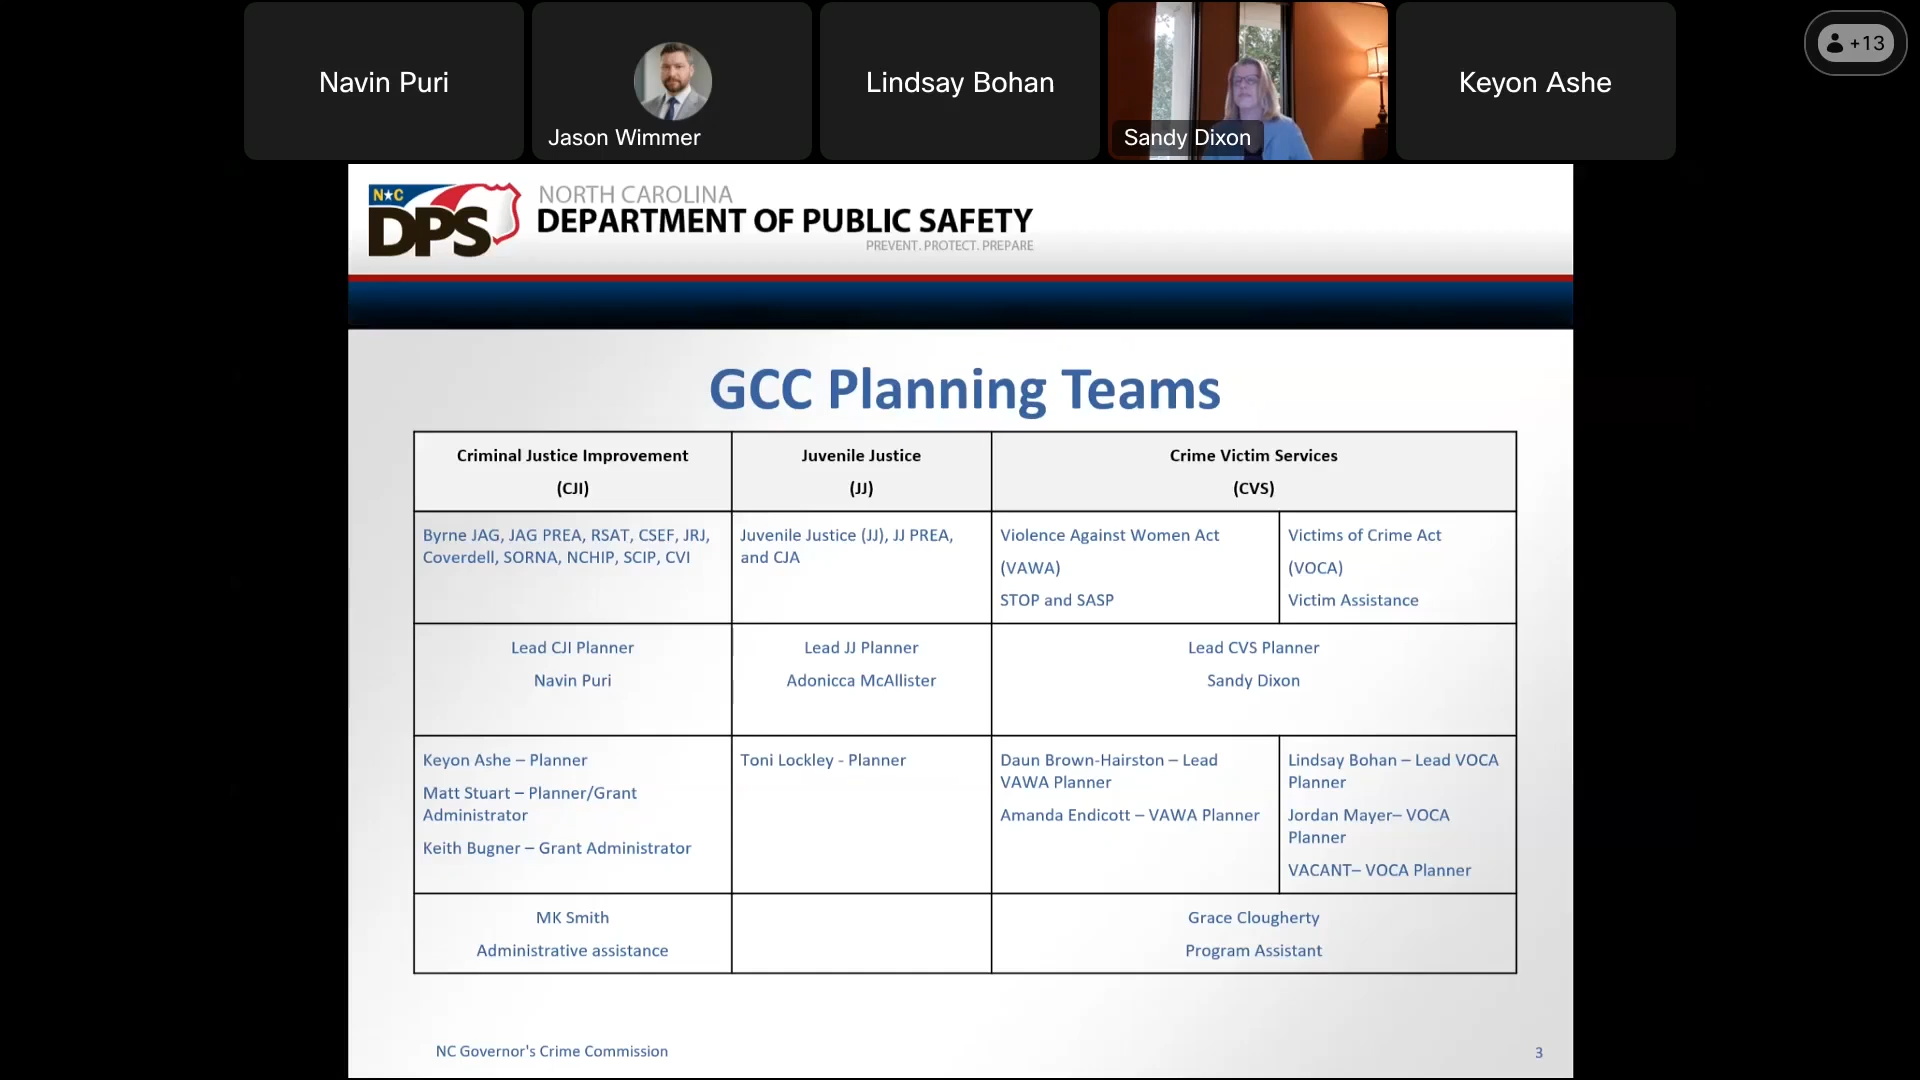 Navin Puri
Jason Wimmer
Lindsay Bohan
Sandy Dixon
Keyon Ashe
+13
N★C
DPS
NORTH CAROLINA
DEPARTMENT OF PUBLIC SAFETY
PREVENT. PROTECT. PREPARE
GCC Planning Teams
Criminal Justice Improvement
(CJI)
Juvenile Justice
(JJ)
Crime Victim Services
(CVS)
Byrne JAG, JAG PREA, RSAT, CSEF, JRJ,
Coverdell, SORNA, NCHIP, SCIP, CVI
Juvenile Justice (JJ), JJ PREA,
and CJA
Violence Against Women Act
(VAWA)
STOP and SASP
Victims of Crime Act
(VOCA)
Victim Assistance
Lead CJI Planner
Navin Puri
Lead JJ Planner
Adonicca McAllister
Lead CVS Planner
Sandy Dixon
Keyon Ashe – Planner
Matt Stuart – Planner/Grant
Administrator
Keith Bugner – Grant Administrator
Toni Lockley - Planner
Daun Brown-Hairston – Lead
VAWA Planner
Amanda Endicott – VAWA Planner
Lindsay Bohan – Lead VOCA
Planner
Jordan Mayer– VOCA
Planner
VACANT– VOCA Planner
MK Smith
Administrative assistance
Grace Clougherty
Program Assistant
NC Governor's Crime Commission
3